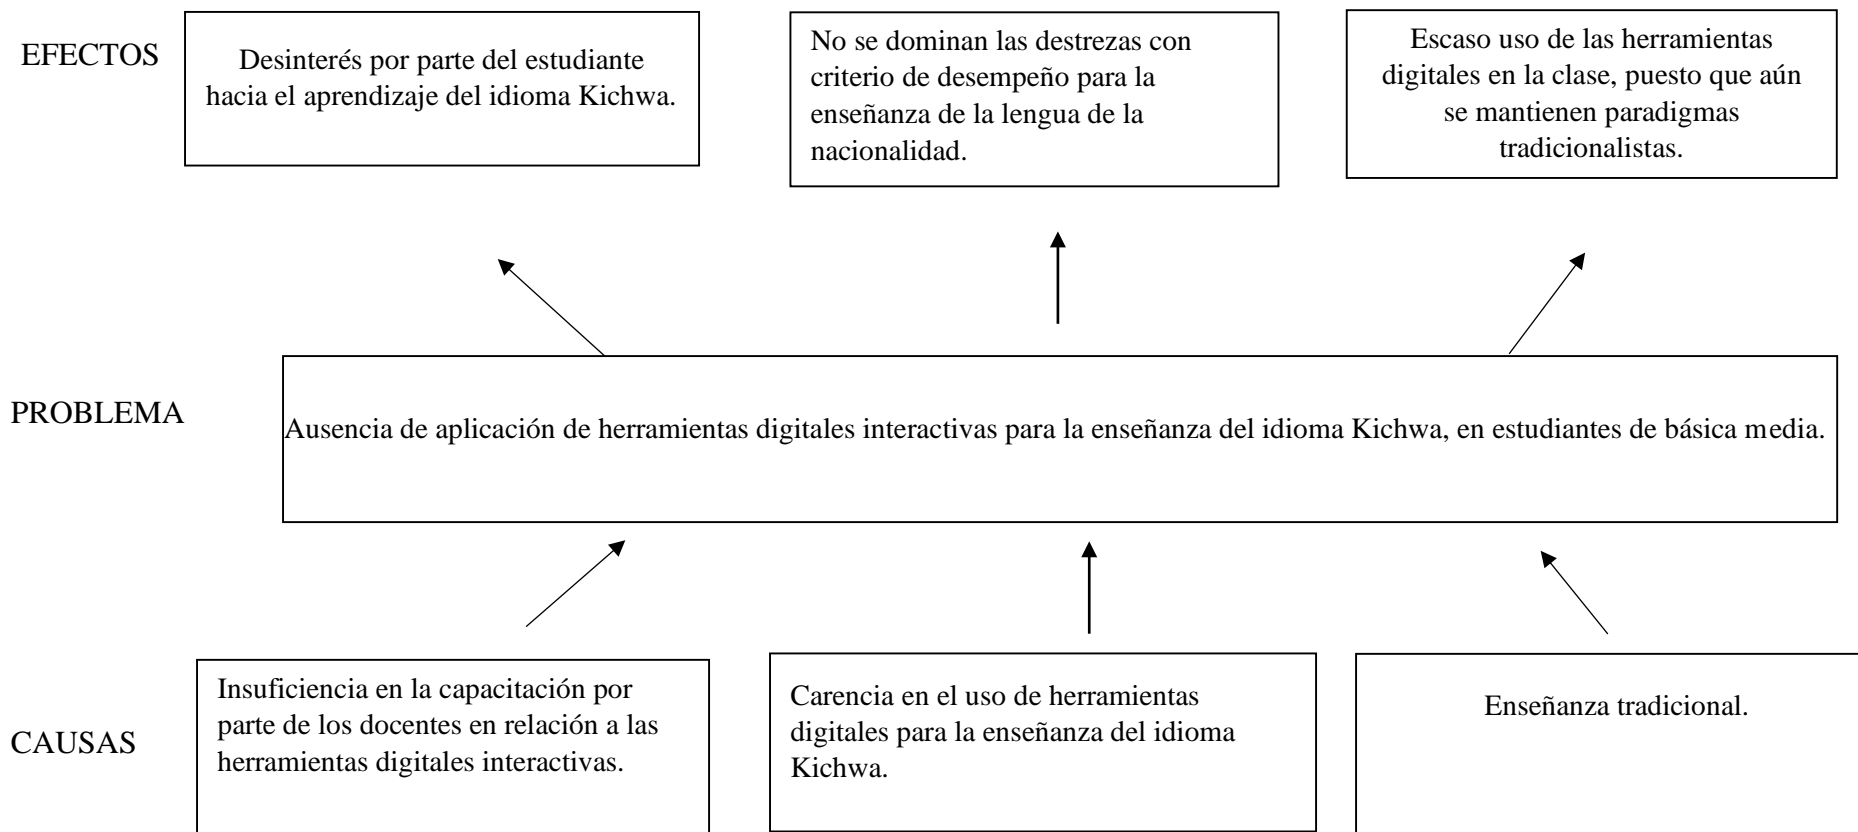 EFECTOS
Desinterés por parte del estudiante
hacia el aprendizaje del idioma Kichwa.
No se dominan las destrezas con
criterio de desempeño para la
enseñanza de la lengua de la
nacionalidad.
Escaso uso de las herramientas
digitales en la clase, puesto que aún
se mantienen paradigmas
tradicionalistas.
PROBLEMA
Ausencia de aplicación de herramientas digitales interactivas para la enseñanza del idioma Kichwa, en estudiantes de básica media.
CAUSAS
Insuficiencia en la capacitación por
parte de los docentes en relación a las
herramientas digitales interactivas.
Carencia en el uso de herramientas
digitales para la enseñanza del idioma
Kichwa.
Enseñanza tradicional.